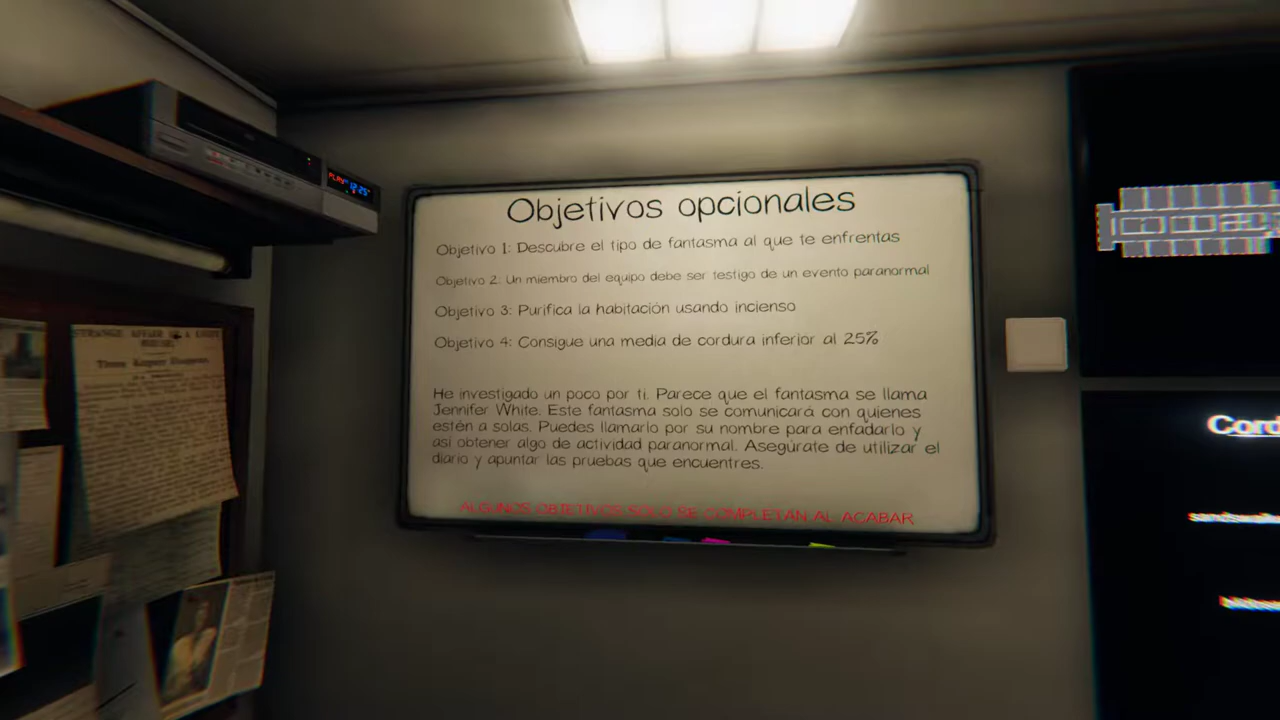 Objetivos opcionales
Objetivo 1: Descubre el tipo de fantasma al que te enfrentas
Objetivo 2: Un miembro del equipo debe ser testigo de un evento paranormal
Objetivo 3: Purifica la habitación usando incienso
Objetivo 4: Consigue una media de cordura inferior al 25%
He investigado un poco por ti. Parece que el fantasma se llama
Jennifer White. Este fantasma solo se comunicará con quienes
estén a solas. Puedes llamarlo por su nombre para enfadarlo y
así obtener algo de actividad paranormal. Asegúrate de utilizar el
diario y apuntar las pruebas que encuentres.
ALGUNOS OBJETIVOS SOLO SE COMPLETAN AL ACABAR
PLAY
STRANGE AFFAIR
Cord